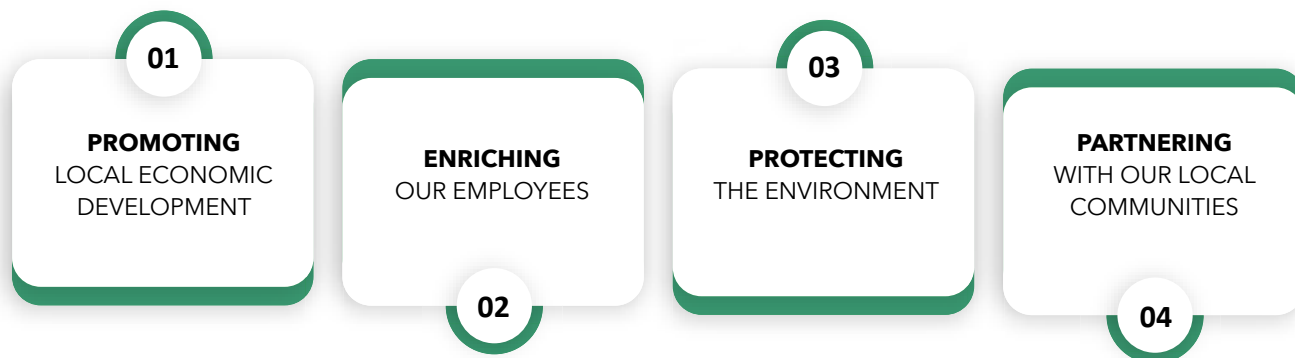 01
PROMOTING
LOCAL ECONOMIC
DEVELOPMENT
ENRICHING
OUR EMPLOYEES
02
03
PROTECTING
THE ENVIRONMENT
PARTNERING
WITH OUR LOCAL
COMMUNITIES
04